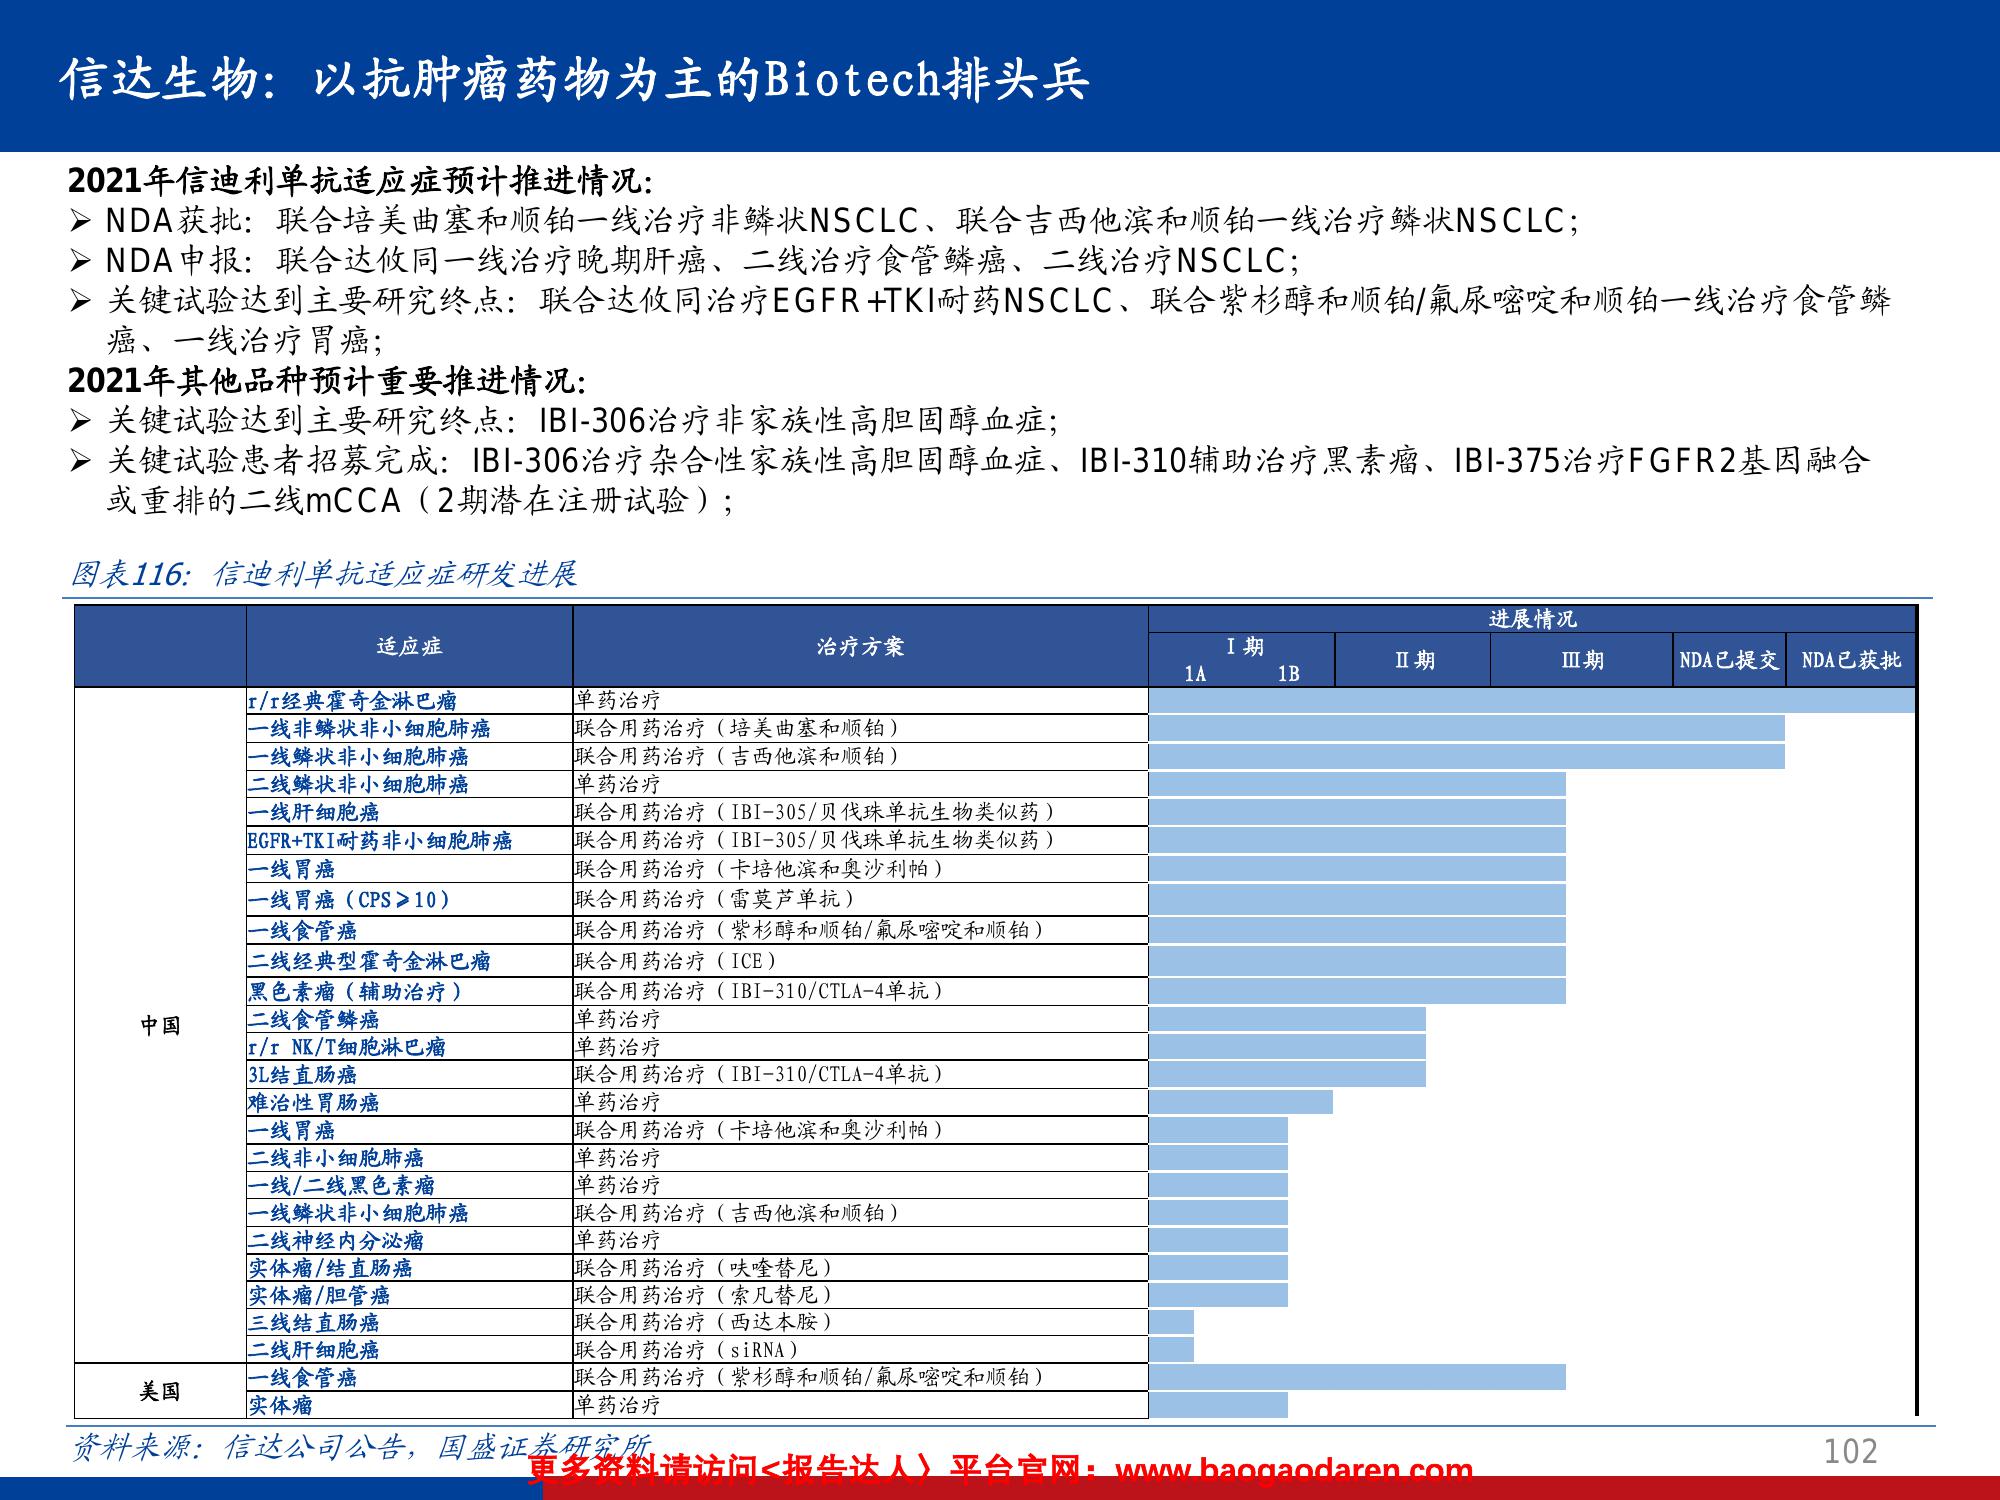 信达生物：以抗肿瘤药物为主的Biotech排头兵
2021年信迪利单抗适应症预计推进情况：
➢ NDA获批：联合培美曲塞和顺铂一线治疗非鳞状NSCLC、联合吉西他滨和顺铂一线治疗鳞状NSCLC；
➢ NDA申报：联合达攸同一线治疗晚期肝癌、二线治疗食管鳞癌、二线治疗NSCLC；
➢ 关键试验达到主要研究终点：联合达攸同治疗EGFR+TKI耐药NSCLC、联合紫杉醇和顺铂/氟尿嘧啶和顺铂一线治疗食管鳞
癌、一线治疗胃癌；
2021年其他品种预计重要推进情况：
➢ 关键试验达到主要研究终点：IBI-306治疗非家族性高胆固醇血症；
➢ 关键试验患者招募完成：IBI-306治疗杂合性家族性高胆固醇血症、IBI-310辅助治疗黑素瘤、IBI-375治疗FGFR2基因融合
或重排的二线mCCA（2期潜在注册试验）；
图表116：信迪利单抗适应症研发进展
适应症 治疗方案 进展情况
I期 II期 III期 NDA已提交 NDA已获批
1A 1B
中国
r/r经典霍奇金淋巴瘤 单药治疗
一线非鳞状非小细胞肺癌 联合用药治疗（培美曲塞和顺铂）
一线鳞状非小细胞肺癌 联合用药治疗（吉西他滨和顺铂）
二线鳞状非小细胞肺癌 单药治疗
一线肝细胞癌 联合用药治疗（IBI-305/贝伐珠单抗生物类似药）
EGFR+TKI耐药非小细胞肺癌 联合用药治疗（IBI-305/贝伐珠单抗生物类似药）
一线胃癌 联合用药治疗（卡培他滨和奥沙利帕）
一线胃癌（CPS≥10） 联合用药治疗（雷莫芦单抗）
一线食管癌 联合用药治疗（紫杉醇和顺铂/氟尿嘧啶和顺铂）
二线经典型霍奇金淋巴瘤 联合用药治疗（ICE）
黑色素瘤（辅助治疗） 联合用药治疗（IBI-310/CTLA-4单抗）
二线食管鳞癌 单药治疗
r/r NK/T细胞淋巴瘤 单药治疗
3L结直肠癌 联合用药治疗（IBI-310/CTLA-4单抗）
难治性胃肠癌 单药治疗
一线胃癌 联合用药治疗（卡培他滨和奥沙利帕）
二线非小细胞肺癌 单药治疗
一线/二线黑色素瘤 单药治疗
一线鳞状非小细胞肺癌 联合用药治疗（吉西他滨和顺铂）
二线神经内分泌瘤 单药治疗
实体瘤/结直肠癌 联合用药治疗（呋喹替尼）
实体瘤/胆管癌 联合用药治疗（索凡替尼）
三线结直肠癌 联合用药治疗（西达本胺）
二线肝细胞癌 联合用药治疗（siRNA）
美国
一线食管癌 联合用药治疗（紫杉醇和顺铂/氟尿嘧啶和顺铂）
实体瘤 单药治疗
资料来源：信达公司公告，国盛证券研究所
102
更多资料请访问<报告达人〉平台官网：www.baogaodaren.com